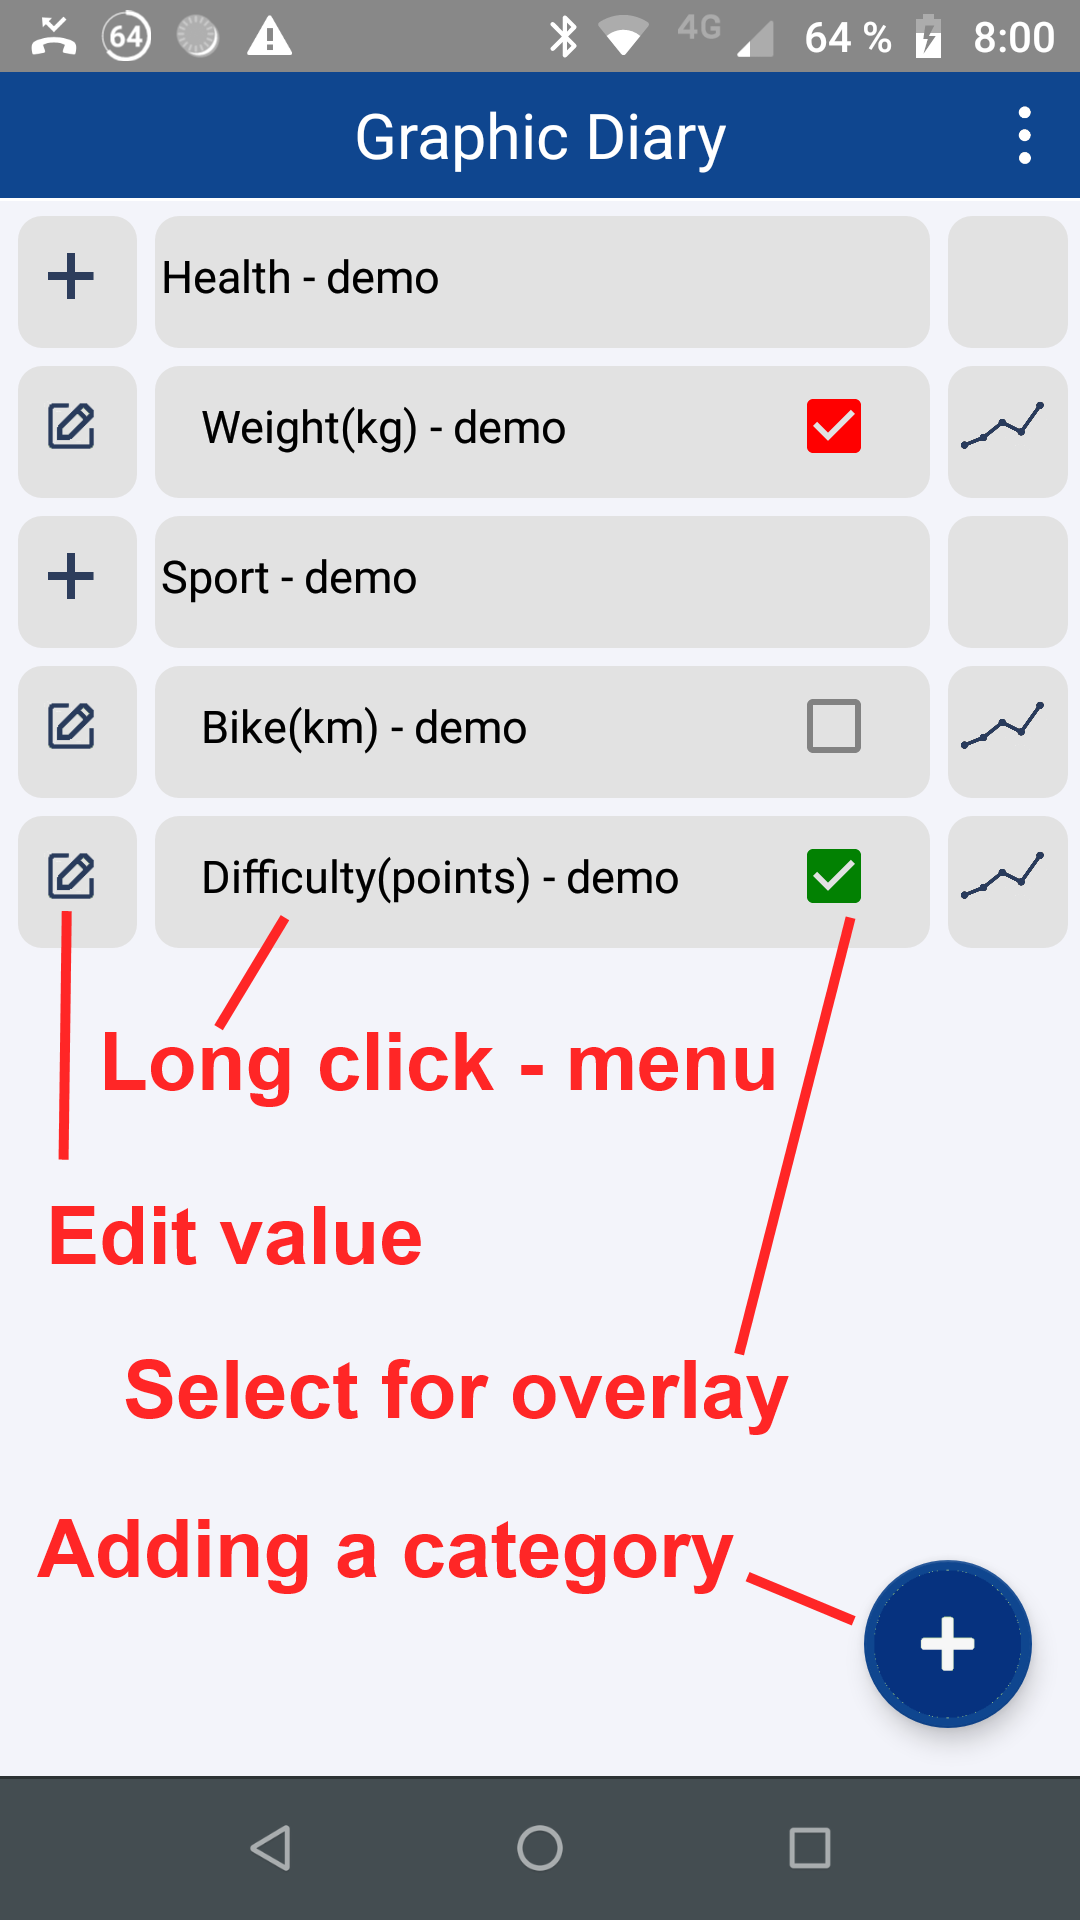 64 4G 64 % 8:00
Graphic Diary
Health - demo
Weight(kg) - demo
Sport - demo
Bike(km) - demo
Difficulty(points) - demo
Long click - menu
Edit value
Select for overlay
Adding a category